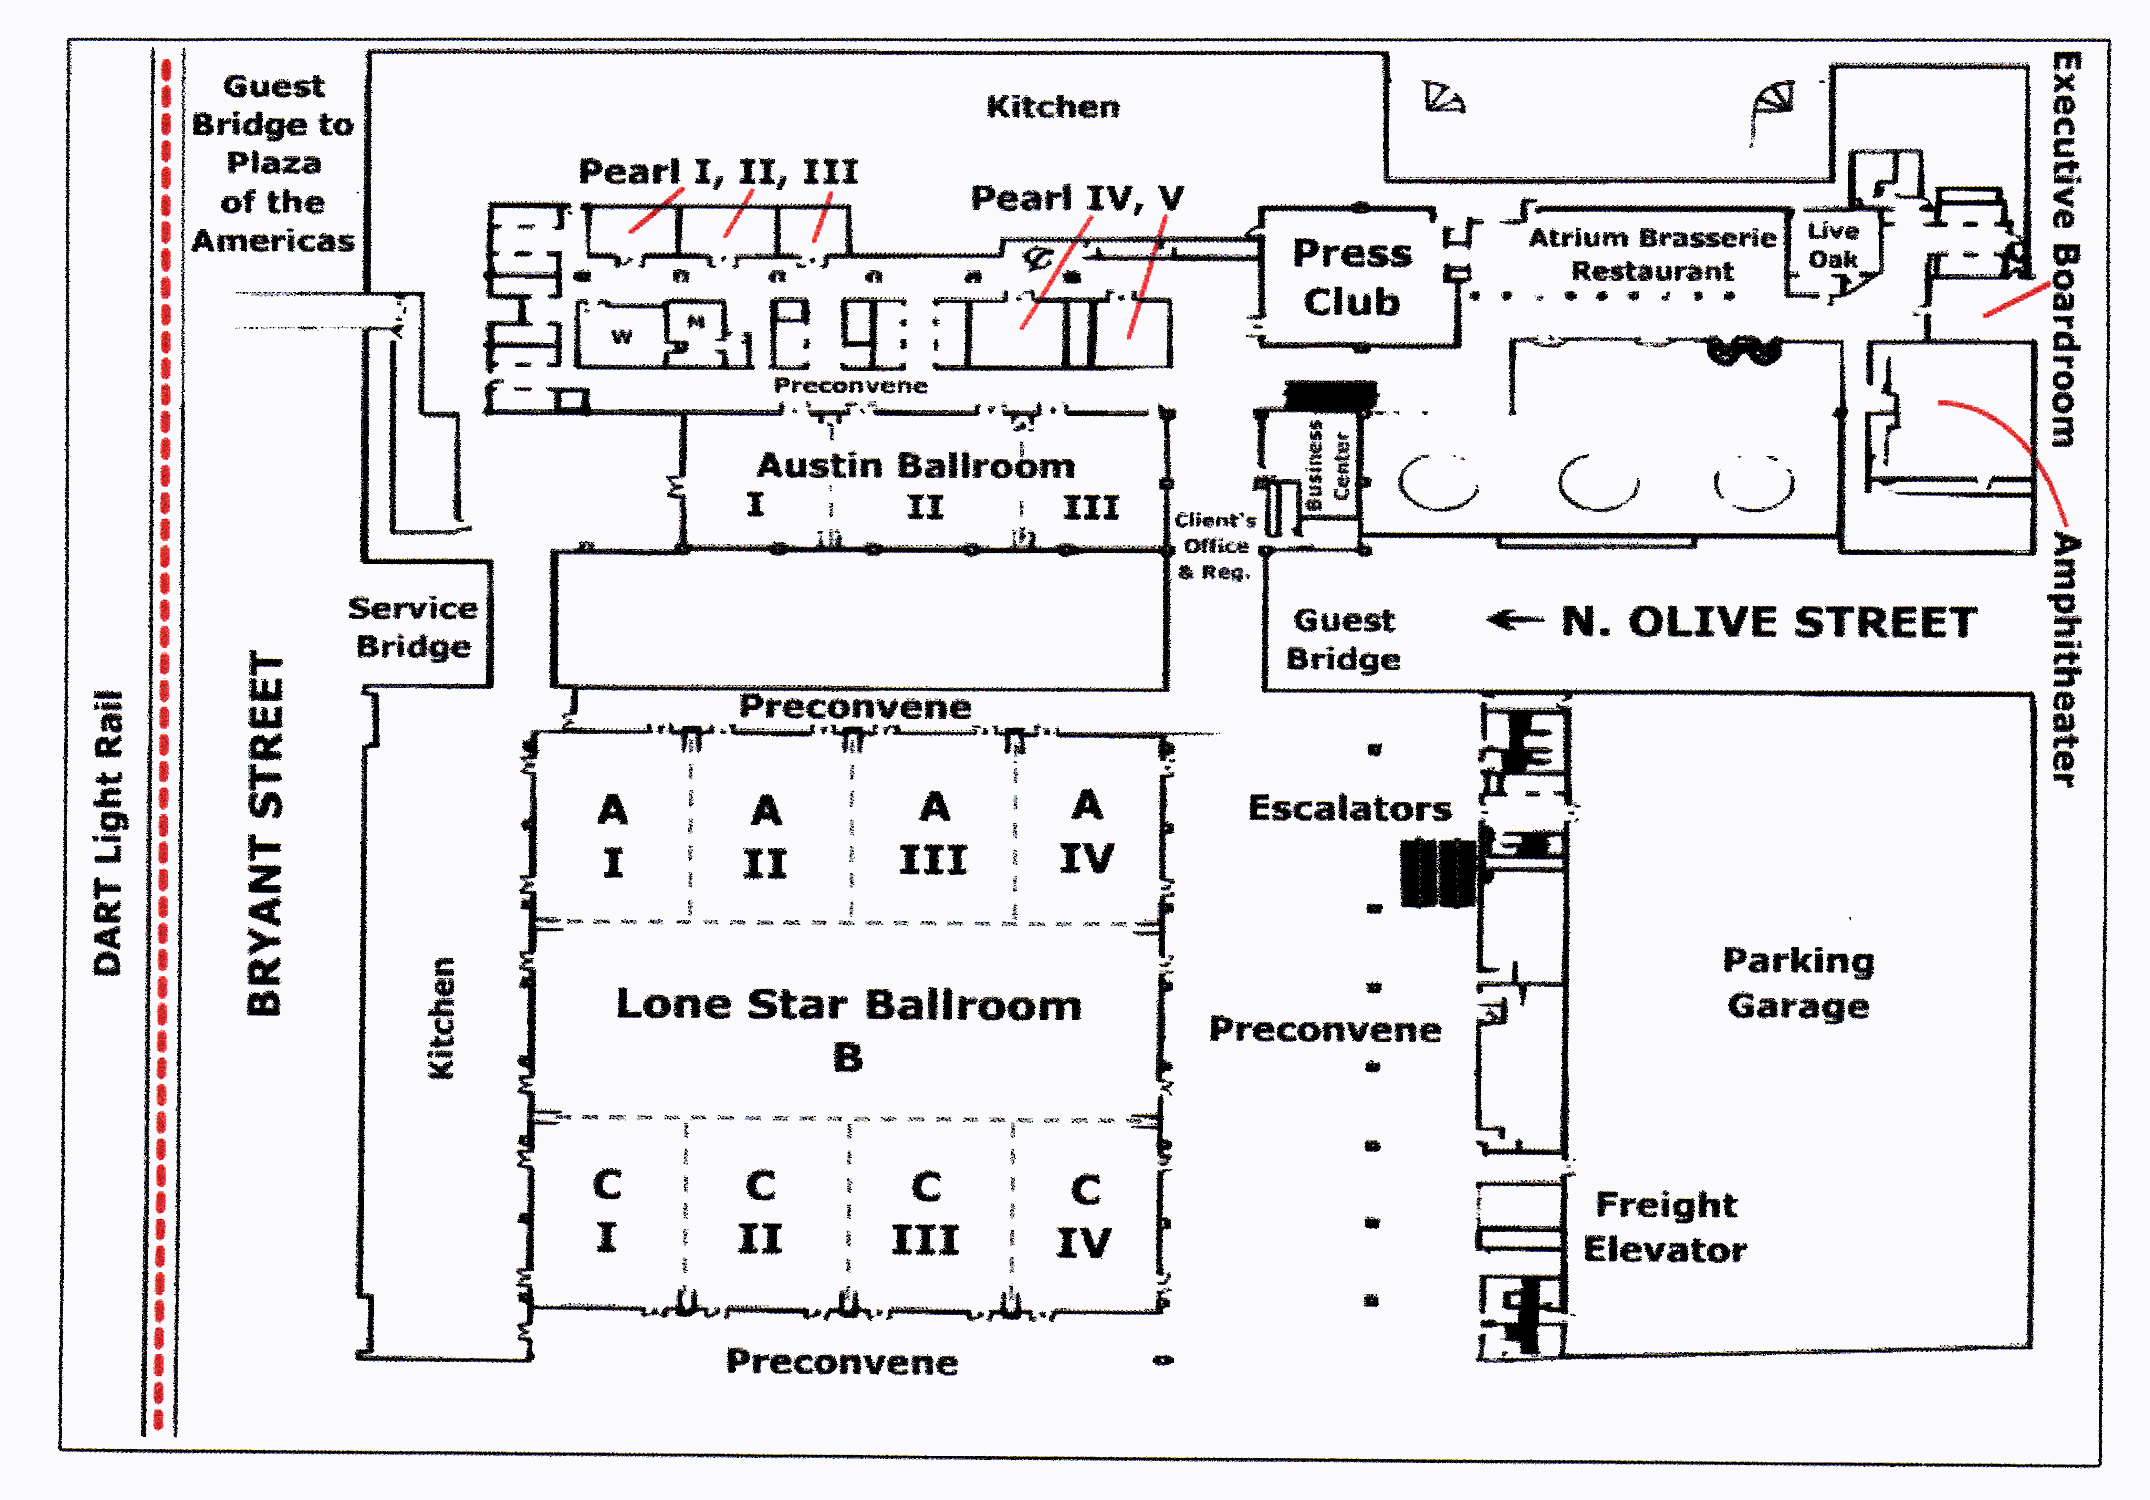 Guest
Bridge to
Plaza
of the
Americas
Kitchen
Pearl I, II, III
Pearl IV, V
Press
Club
Atrium Brasserie
Restaurant
Live
Oak
Executive Boardroom
W
M
Preconvene
Austin Ballroom
I
II
III
Business
Center
Client's
Office
& Reg.
Amphitheater
Service
Bridge
Guest
Bridge
← N. OLIVE STREET
DART Light Rail
BRYANT STREET
Preconvene
A
I
A
II
A
III
A
IV
Escalators
Kitchen
Lone Star Ballroom
B
Preconvene
Parking
Garage
C
I
C
II
C
III
C
IV
Freight
Elevator
Preconvene